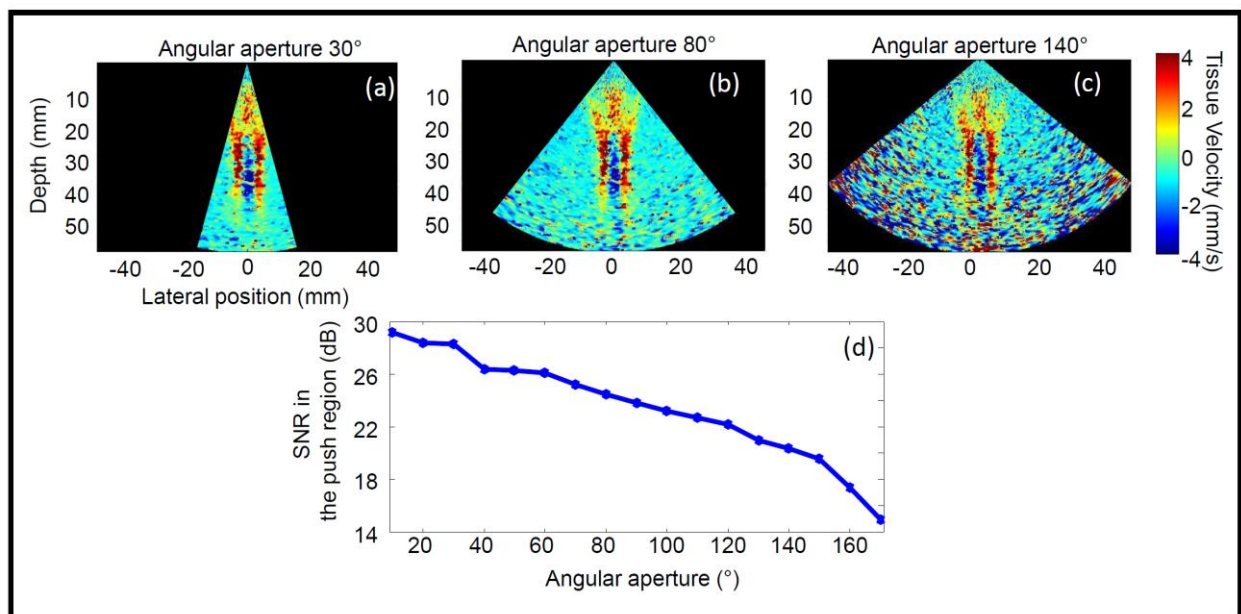 Angular aperture 30°
Angular aperture 80°
Angular aperture 140°
(a)
(b)
(c)
Depth (mm)
10
20
30
40
50
10
20
30
40
50
10
20
30
40
50
-40 -20 0 20 40
-40 -20 0 20 40
-40 -20 0 20 40
Lateral position (mm)
4
2
0
-2
-4
Tissue Velocity (mm/s)
(d)
SNR in
the push region (dB)
30
26
22
18
14
20 40 60 80 100 120 140 160
Angular aperture (°)